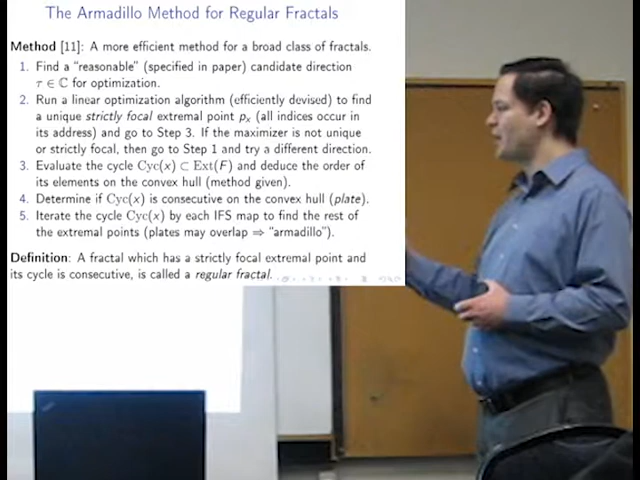 The Armadillo Method for Regular Fractals
Method [11]: A more efficient method for a broad class of fractals.
1. Find a "reasonable" (specified in paper) candidate direction
τ ∈ ℂ for optimization.
2. Run a linear optimization algorithm (efficiently devised) to find
a unique strictly focal extremal point pₓ (all indices occur in
its address) and go to Step 3. If the maximizer is not unique
or strictly focal, then go to Step 1 and try a different direction.
3. Evaluate the cycle Cyc(x) ⊂ Ext(F) and deduce the order of
its elements on the convex hull (method given).
4. Determine if Cyc(x) is consecutive on the convex hull (plate).
5. Iterate the cycle Cyc(x) by each IFS map to find the rest of
the extremal points (plates may overlap ⇒ "armadillo").
Definition: A fractal which has a strictly focal extremal point and
its cycle is consecutive, is called a regular fractal.